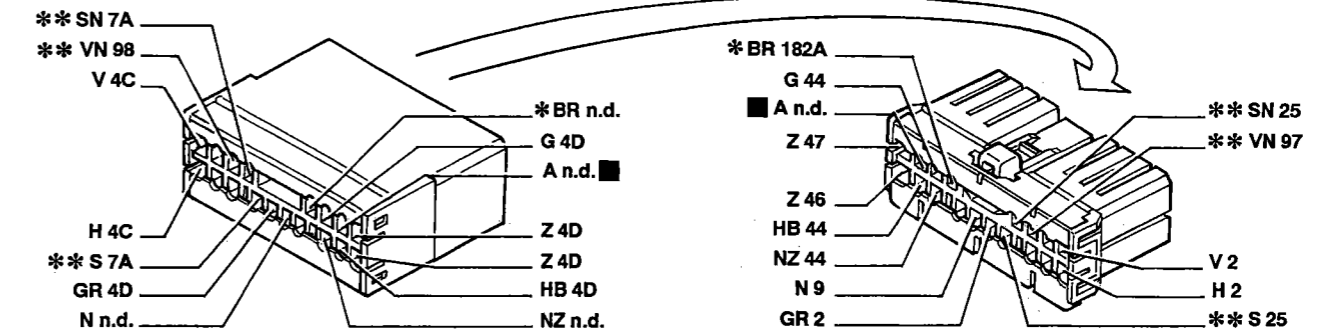 ** SN 7A
** VN 98
V 4C
H 4C
** S 7A
GR 4D
N n.d.
* BR n.d.
G 4D
A n.d. ■
Z 4D
Z 4D
HB 4D
NZ n.d.
* BR 182A
G 44
■ A n.d.
Z 47
Z 46
HB 44
NZ 44
N 9
GR 2
** SN 25
** VN 97
V 2
H 2
** S 25